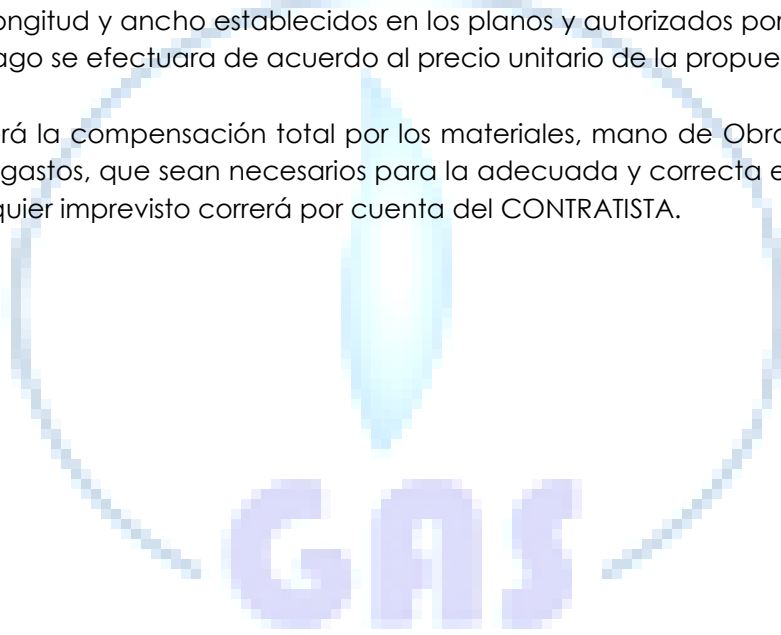 ongitud y ancho establecidos en los planos y autorizados por
ago se efectuara de acuerdo al precio unitario de la propue
rá la compensación total por los materiales, mano de Obra
gastos, que sean necesarios para la adecuada y correcta e
quier imprevisto correrá por cuenta del CONTRATISTA.
GAS